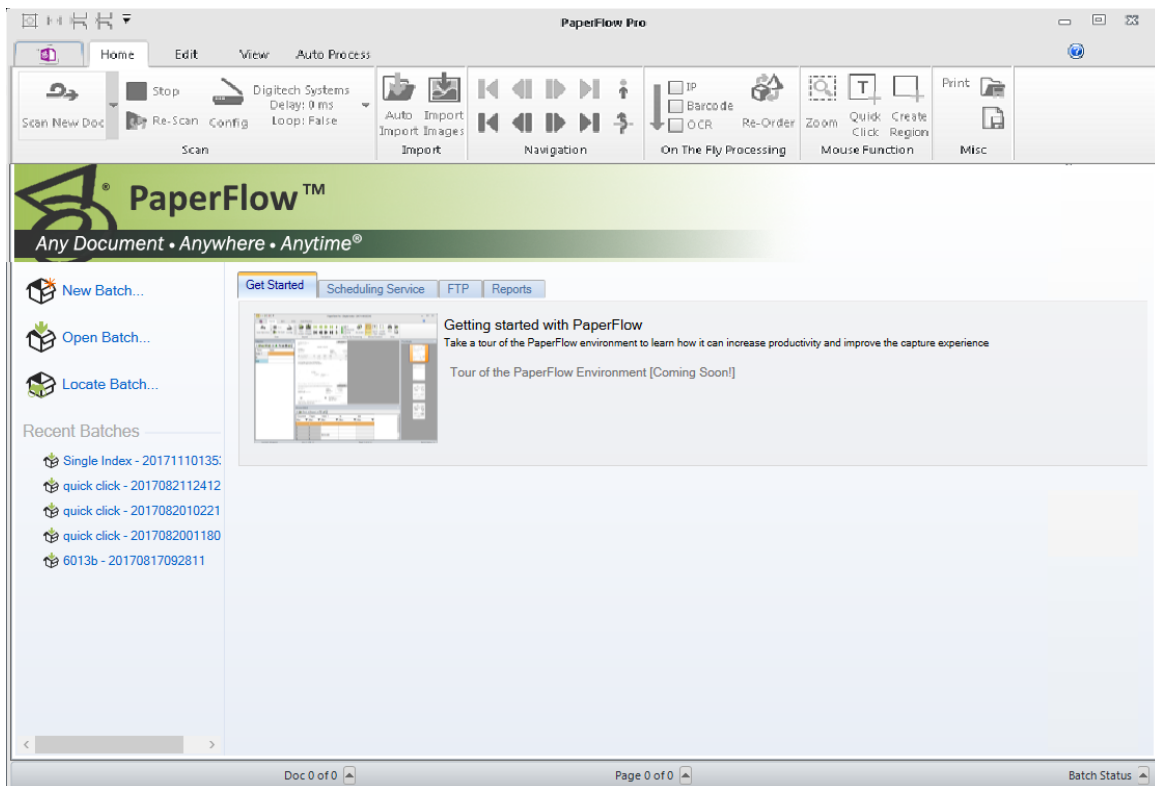 PaperFlow Pro
Home Edit View Auto Process
Scan New Doc
Stop
Re-Scan
Config
Digitech Systems
Delay: 0 ms
Loop: False
Scan
Auto Import
Import Images
Import
Navigation
IP
Barcode
OCR
Re-Order
On The Fly Processing
Zoom
T
Quick Click
Create Region
Mouse Function
Print
Misc
PaperFlow™
®
Any Document • Anywhere • Anytime®
New Batch...
Open Batch...
Locate Batch...
Recent Batches
Single Index - 20171110135
quick click - 2017082112412
quick click - 2017082010221
quick click - 2017082001180
6013b - 20170817092811
Get Started Scheduling Service FTP Reports
Getting started with PaperFlow
Take a tour of the PaperFlow environment to learn how it can increase productivity and improve the capture experience
Tour of the PaperFlow Environment [Coming Soon!]
Doc 0 of 0 Page 0 of 0 Batch Status